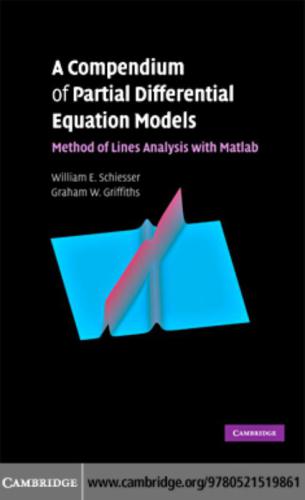 A Compendium
of Partial Differential
Equation Models
Method of Lines Analysis with Matlab
William E. Schiesser
Graham W. Griffiths
CAMBRIDGE
CAMBRIDGE www.cambridge.org/9780521519861